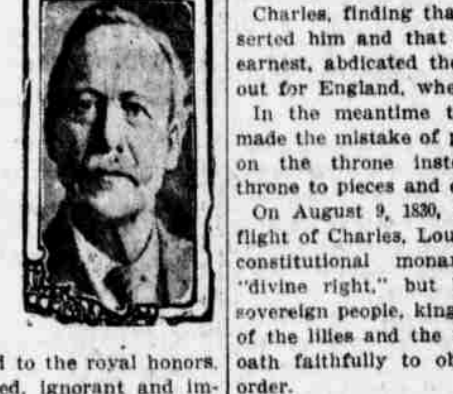 d to the royal honors.
ed, ignorant and im-
Charles, finding tha
serted him and that
earnest, abdicated the
out for England, whe
In the meantime t
made the mistake of p
on the throne inste
throne to pieces and
On August 9, 1830,
flight of Charles, Lou
constitutional monar
"divine right," but
sovereign people, king
of the lilies and the
oath faithfully to ob
order.